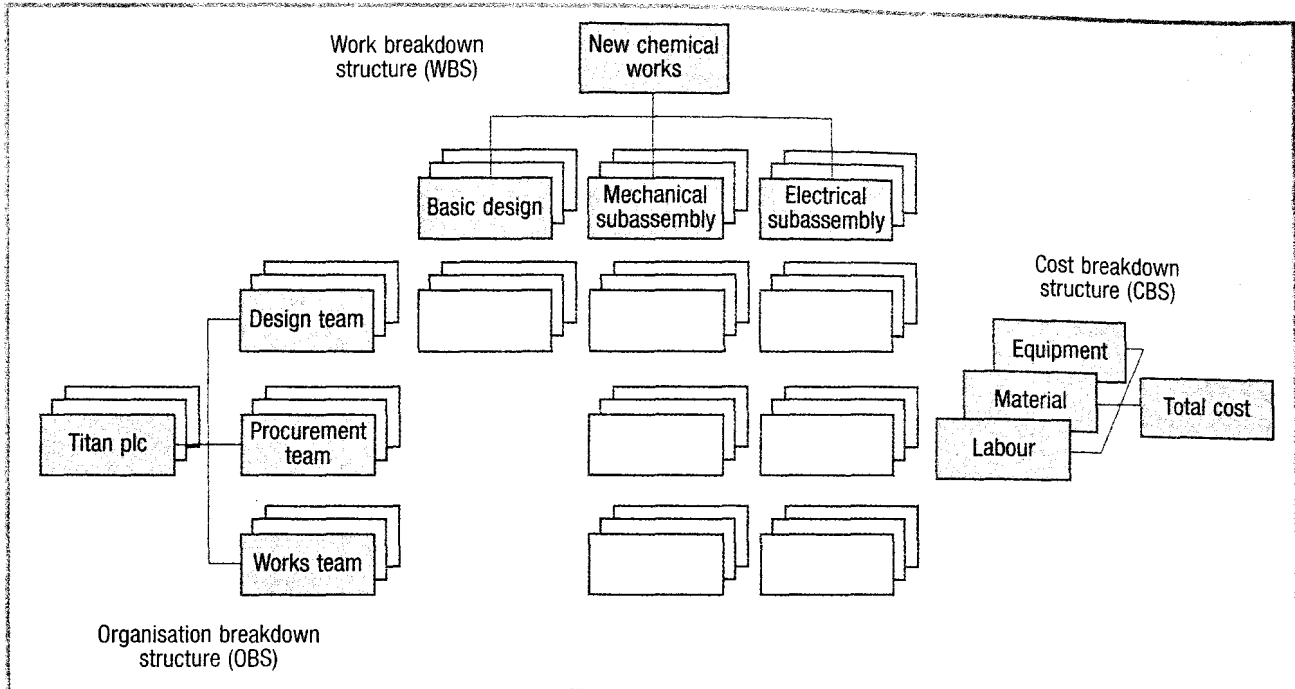 Work breakdown
structure (WBS)
New chemical
works
Basic design
Mechanical
subassembly
Electrical
subassembly
Cost breakdown
structure (CBS)
Design team
Equipment
Material
Labour
Total cost
Titan plc
Procurement
team
Works team
Organisation breakdown
structure (OBS)